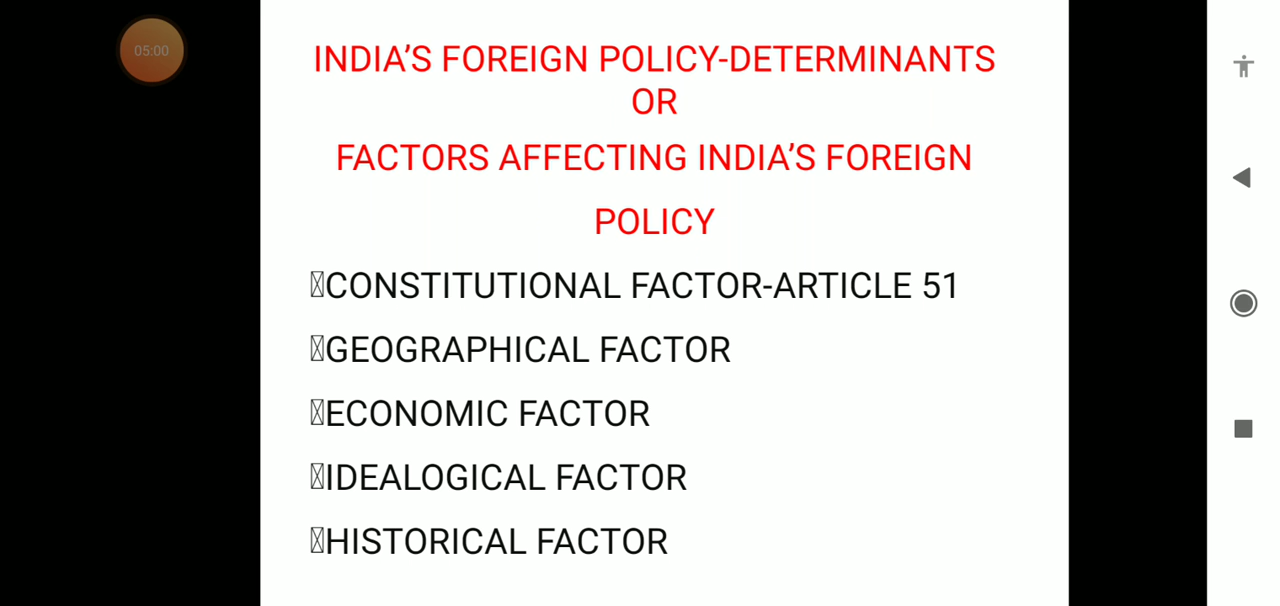 05:00
INDIA’S FOREIGN POLICY-DETERMINANTS
OR
FACTORS AFFECTING INDIA’S FOREIGN
POLICY
CONSTITUTIONAL FACTOR-ARTICLE 51
GEOGRAPHICAL FACTOR
ECONOMIC FACTOR
IDEALOGICAL FACTOR
HISTORICAL FACTOR